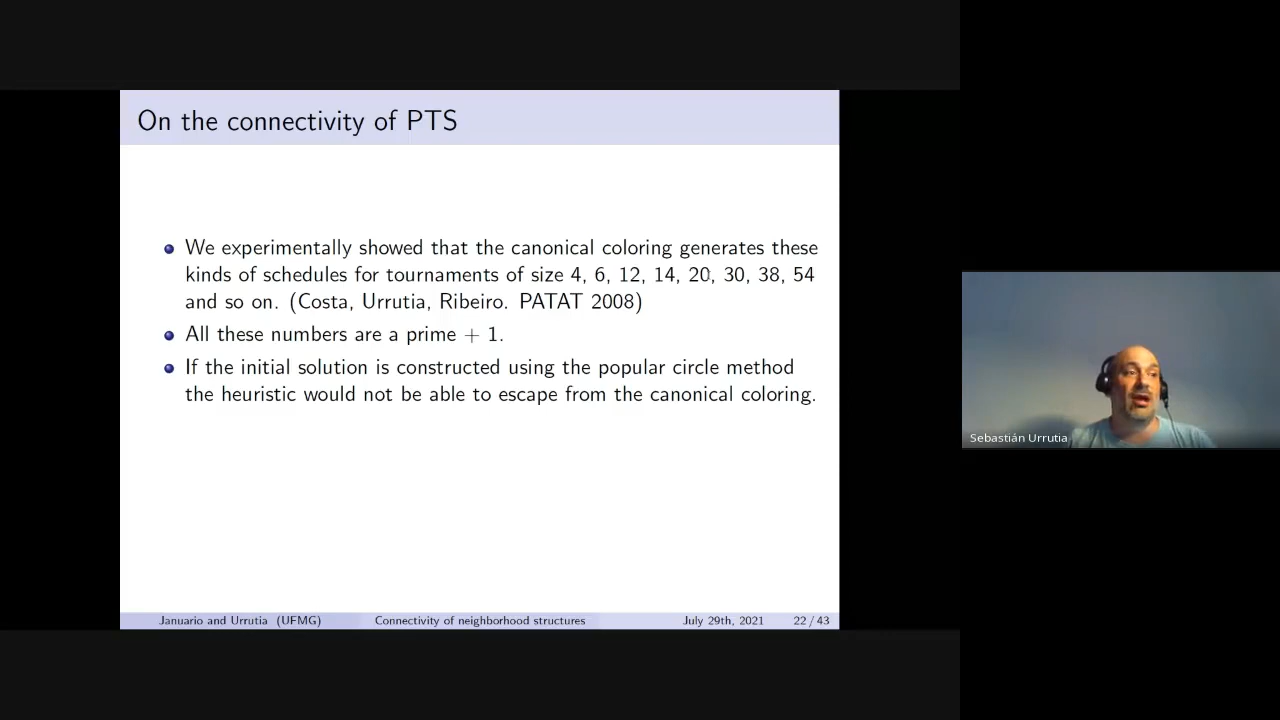 On the connectivity of PTS
We experimentally showed that the canonical coloring generates these
kinds of schedules for tournaments of size 4, 6, 12, 14, 20, 30, 38, 54
and so on. (Costa, Urrutia, Ribeiro. PATAT 2008)
All these numbers are a prime + 1.
If the initial solution is constructed using the popular circle method
the heuristic would not be able to escape from the canonical coloring.
Januario and Urrutia (UFMG) Connectivity of neighborhood structures July 29th, 2021 22 / 43
Sebastián Urrutia